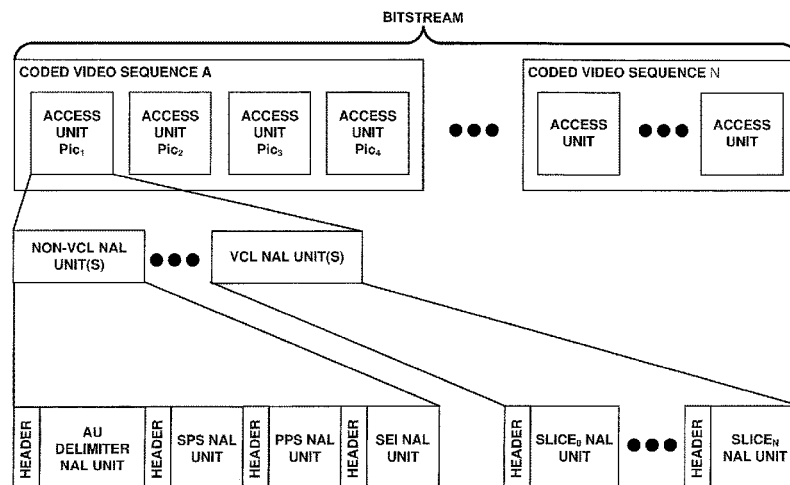 BITSTREAM
CODED VIDEO SEQUENCE A
CODED VIDEO SEQUENCE N
ACCESS
UNIT
Pic₁
ACCESS
UNIT
Pic₂
ACCESS
UNIT
Pic₃
ACCESS
UNIT
Pic₄
ACCESS
UNIT
ACCESS
UNIT
NON-VCL NAL
UNIT(S)
VCL NAL UNIT(S)
HEADER
AU
DELIMITER
NAL UNIT
HEADER
SPS NAL
UNIT
HEADER
PPS NAL
UNIT
HEADER
SEI NAL
UNIT
HEADER
SLICE₀ NAL
UNIT
HEADER
SLICEN
NAL UNIT